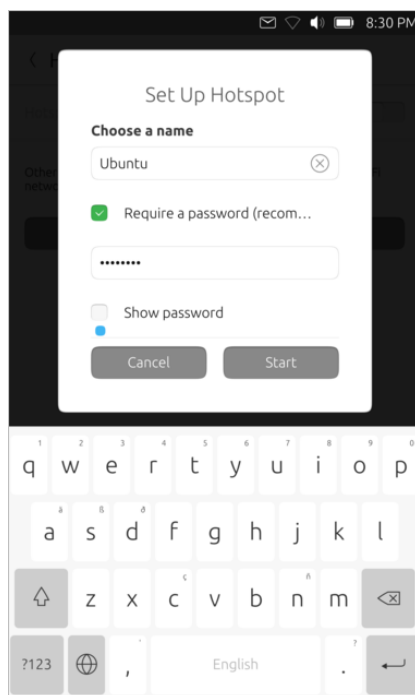 8:30 PM
Set Up Hotspot
Choose a name
Ubuntu
Require a password (recom...
••••••••
Show password
Cancel
Start
1 2 3 4 5 6 7 8 9 0
q w e r t y u i o p
á ß ð
a s d f g h j k l
ç ñ
z x c v b n m
' ?
?123 , English .